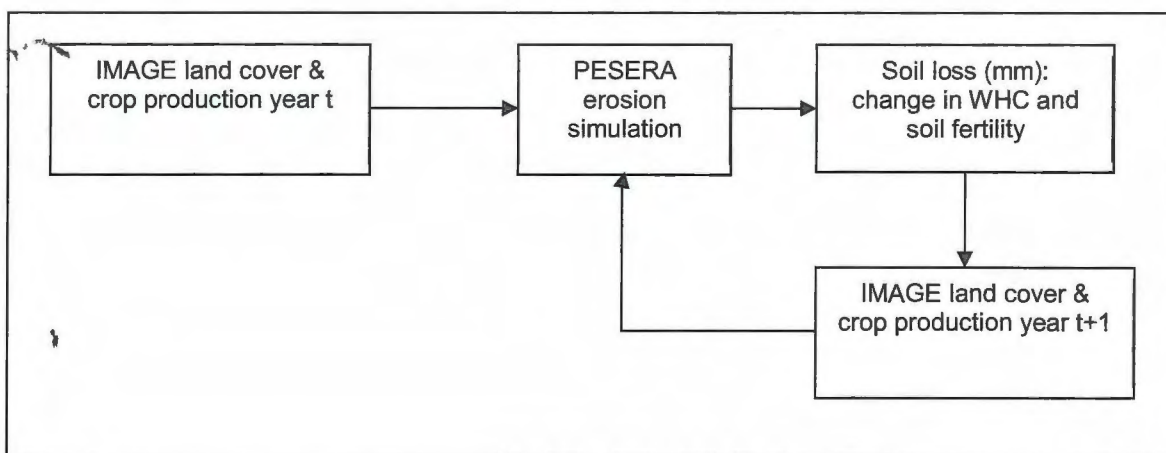 IMAGE land cover &
crop production year t
PESERA
erosion
simulation
Soil loss (mm):
change in WHC and
soil fertility
IMAGE land cover &
crop production year t+1